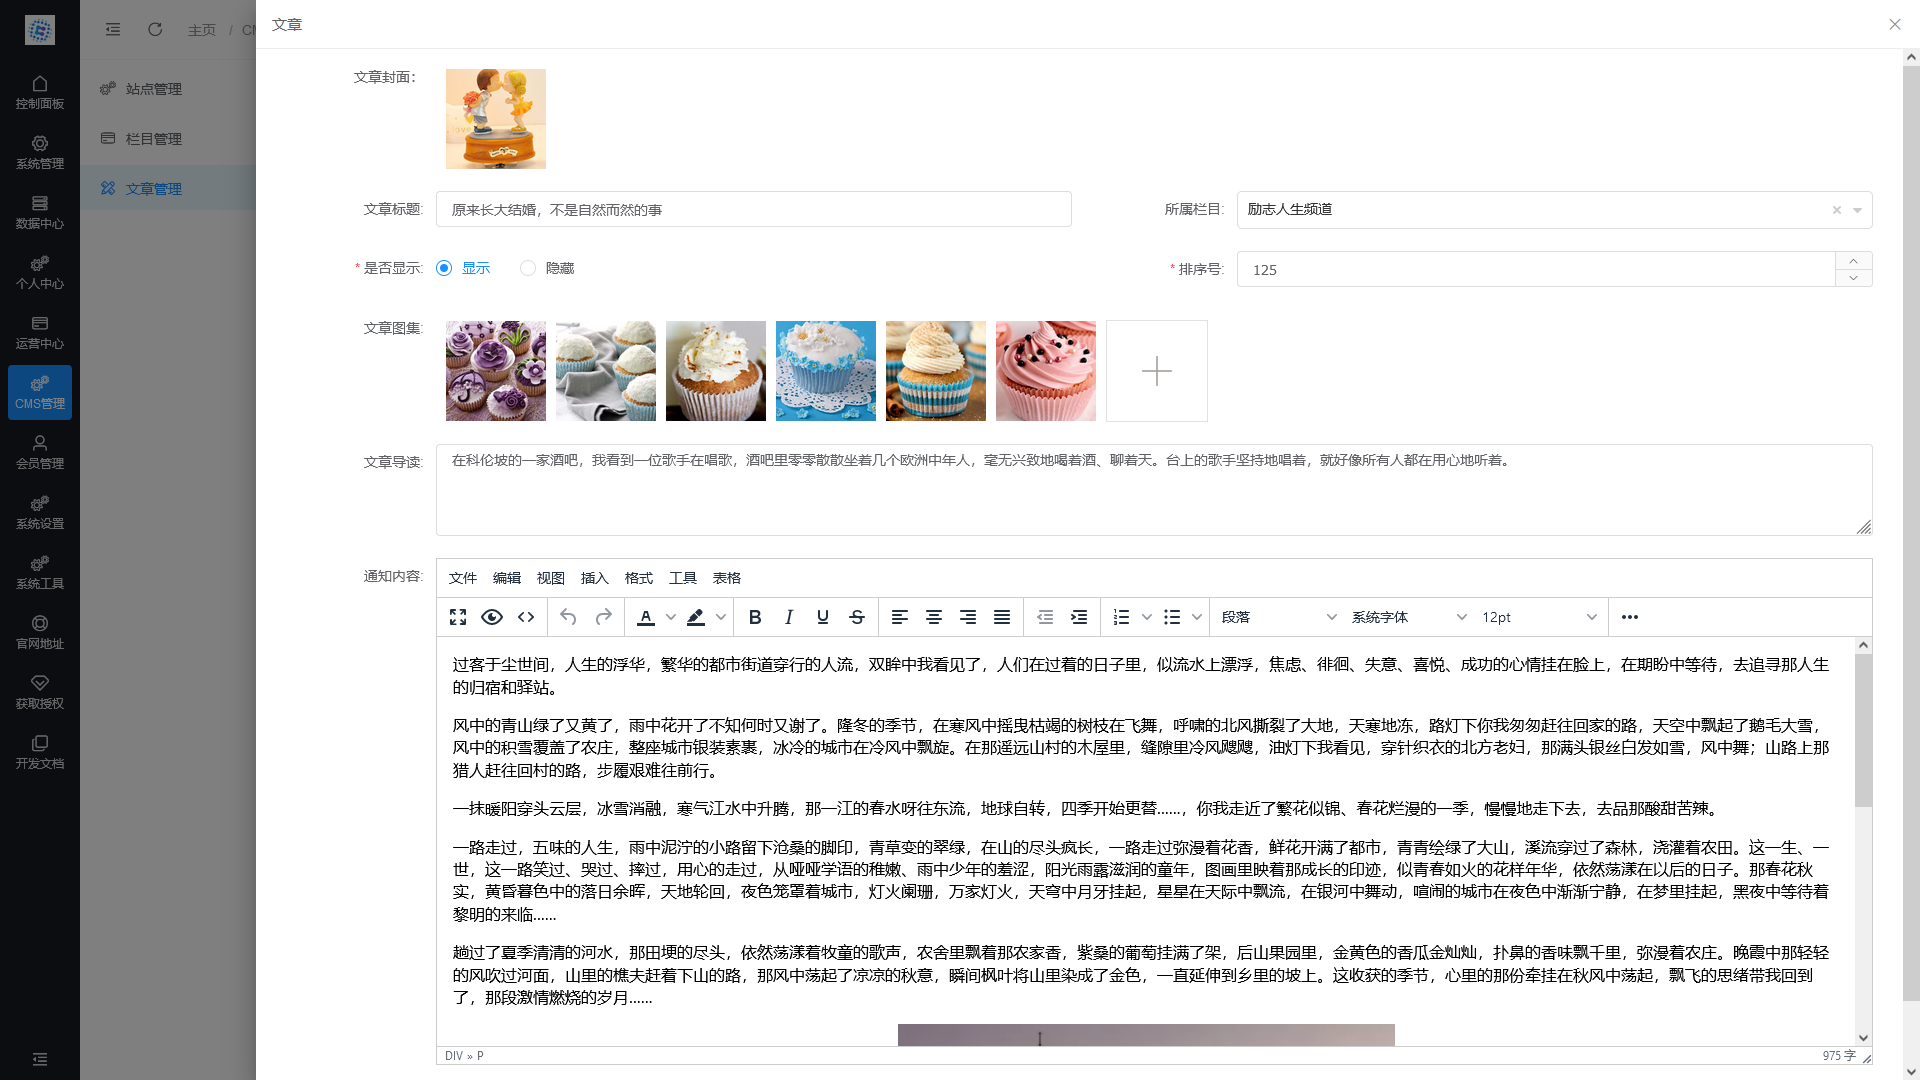 主页 / CM
文章
控制面板
系统管理
数据中心
个人中心
运营中心
CMS管理
会员管理
系统设置
系统工具
官网地址
获取授权
开发文档
站点管理
栏目管理
文章管理
文章封面:
文章标题: 原来长大结婚，不是自然而然的事
所属栏目: 励志人生频道
* 是否显示: 显示 隐藏
* 排序号: 125
文章图集:
文章导读: 在科伦坡的一家酒吧，我看到一位歌手在唱歌，酒吧里零零散散坐着几个欧洲中年人，毫无兴致地喝着酒、聊着天。台上的歌手坚持地唱着，就好像所有人都在用心地听着。
通知内容: 文件 编辑 视图 插入 格式 工具 表格
段落 系统字体 12pt
过客于尘世间，人生的浮华，繁华的都市街道穿行的人流，双眸中我看见了，人们在过着的日子里，似流水上漂浮，焦虑、徘徊、失意、喜悦、成功的心情挂在脸上，在期盼中等待，去追寻那人生
的归宿和驿站。
风中的青山绿了又黄了，雨中花开了不知何时又谢了。隆冬的季节，在寒风中摇曳枯竭的树枝在飞舞，呼啸的北风撕裂了大地，天寒地冻，路灯下你我匆匆赶往回家的路，天空中飘起了鹅毛大雪，
风中的积雪覆盖了农庄，整座城市银装素裹，冰冷的城市在冷风中飘旋。在那遥远山村的木屋里，缝隙里冷风飕飕，油灯下我看见，穿针织衣的北方老妇，那满头银丝白发如雪，风中舞；山路上那
猎人赶往回村的路，步履艰难往前行。
一抹暖阳穿头云层，冰雪消融，寒气江水中升腾，那一江的春水呀往东流，地球自转，四季开始更替......，你我走近了繁花似锦、春花烂漫的一季，慢慢地走下去，去品那酸甜苦辣。
一路走过，五味的人生，雨中泥泞的小路留下沧桑的脚印，青草变的翠绿，在山的尽头疯长，一路走过弥漫着花香，鲜花开满了都市，青青绘绿了大山，溪流穿过了森林，浇灌着农田。这一生、一
世，这一路笑过、哭过、摔过，用心的走过，从哑哑学语的稚嫩、雨中少年的羞涩，阳光雨露滋润的童年，图画里映着那成长的印迹，似青春如火的花样年华，依然荡漾在以后的日子。那春花秋
实，黄昏暮色中的落日余晖，天地轮回，夜色笼罩着城市，灯火阑珊，万家灯火，天穹中月牙挂起，星星在天际中飘流，在银河中舞动，喧闹的城市在夜色中渐渐宁静，在梦里挂起，黑夜中等待着
黎明的来临......
趟过了夏季清清的河水，那田埂的尽头，依然荡漾着牧童的歌声，农舍里飘着那农家香，紫桑的葡萄挂满了架，后山果园里，金黄色的香瓜金灿灿，扑鼻的香味飘千里，弥漫着农庄。晚霞中那轻轻
的风吹过河面，山里的樵夫赶着下山的路，那风中荡起了凉凉的秋意，瞬间枫叶将山里染成了金色，一直延伸到乡里的坡上。这收获的季节，心里的那份牵挂在秋风中荡起，飘飞的思绪带我回到
了，那段激情燃烧的岁月......
DIV » P
975 字